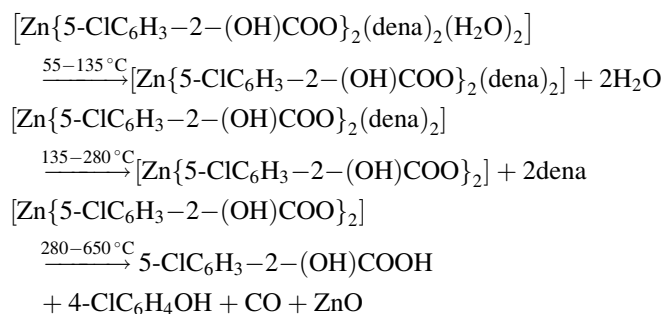 [Zn{5-ClC₆H₃−2−(OH)COO}₂(dena)₂(H₂O)₂]
55−135 °C
⟶[Zn{5-ClC₆H₃−2−(OH)COO}₂(dena)₂] + 2H₂O
[Zn{5-ClC₆H₃−2−(OH)COO}₂(dena)₂]
135−280 °C
⟶[Zn{5-ClC₆H₃−2−(OH)COO}₂] + 2dena
[Zn{5-ClC₆H₃−2−(OH)COO}₂]
280−650 °C
⟶ 5-ClC₆H₃−2−(OH)COOH
+ 4-ClC₆H₄OH + CO + ZnO